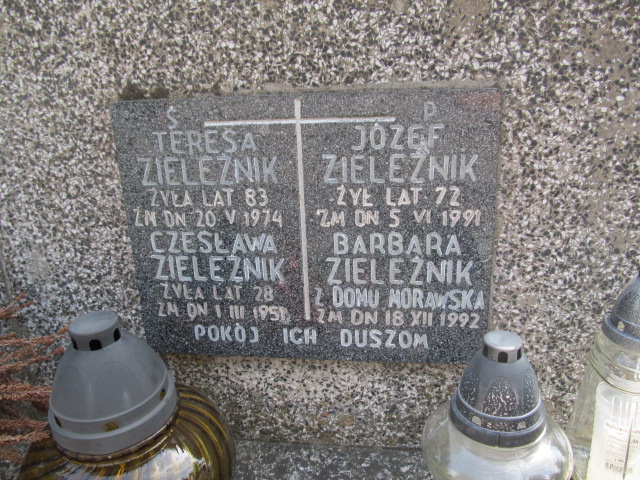 Ś P
TERESA
ZIELEŹNIK
ŻYŁA LAT 83
ZM DN 20 V 1974
CZESŁAWA
ZIELEŹNIK
ŻYŁA LAT 28
ZM DN 1 III 1951
JÓZEF
ZIELEŹNIK
ŻYŁ LAT 72
ZM DN 5 VI 1991
BARBARA
ZIELEŹNIK
Z DOMU MORAWSKA
ZM DN 18 XII 1992
POKÓJ ICH DUSZOM